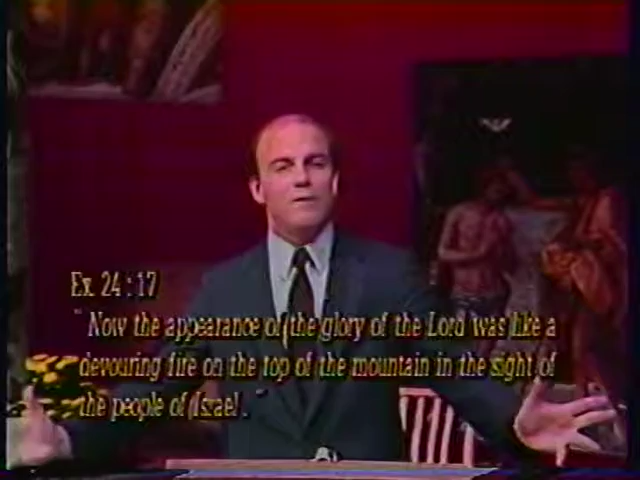 Ex 24:17
" Now the appearance of the glory of the Lord was like a
devouring fire on the top of the mountain in the sight of
the people of Israel . "